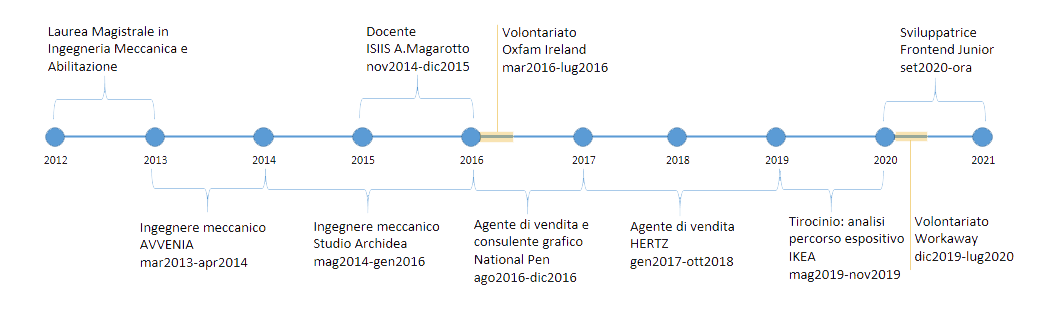 Laurea Magistrale in
Ingegneria Meccanica e
Abilitazione
Docente
ISIIS A.Magarotto
nov2014-dic2015
Volontariato
Oxfam Ireland
mar2016-lug2016
Sviluppatrice
Frontend Junior
set2020-ora
2012
2013
2014
2015
2016
2017
2018
2019
2020
2021
Ingegnere meccanico
AVVENIA
mar2013-apr2014
Ingegnere meccanico
Studio Archidea
mag2014-gen2016
Agente di vendita e
consulente grafico
National Pen
ago2016-dic2016
Agente di vendita
HERTZ
gen2017-ott2018
Tirocinio: analisi
percorso espositivo
IKEA
mag2019-nov2019
Volontariato
Workaway
dic2019-lug2020